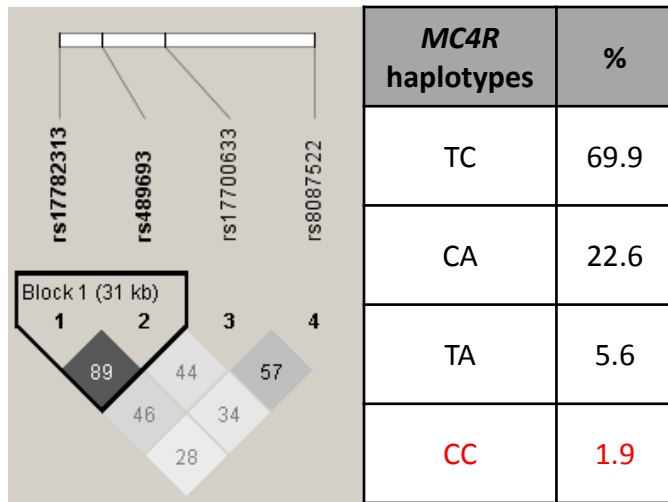 rs17782313
rs489693
rs17700633
rs8087522
Block 1 (31 kb)
1 2 3 4
89 44 57
46 34
28
MC4R haplotypes %
TC 69.9
CA 22.6
TA 5.6
CC 1.9